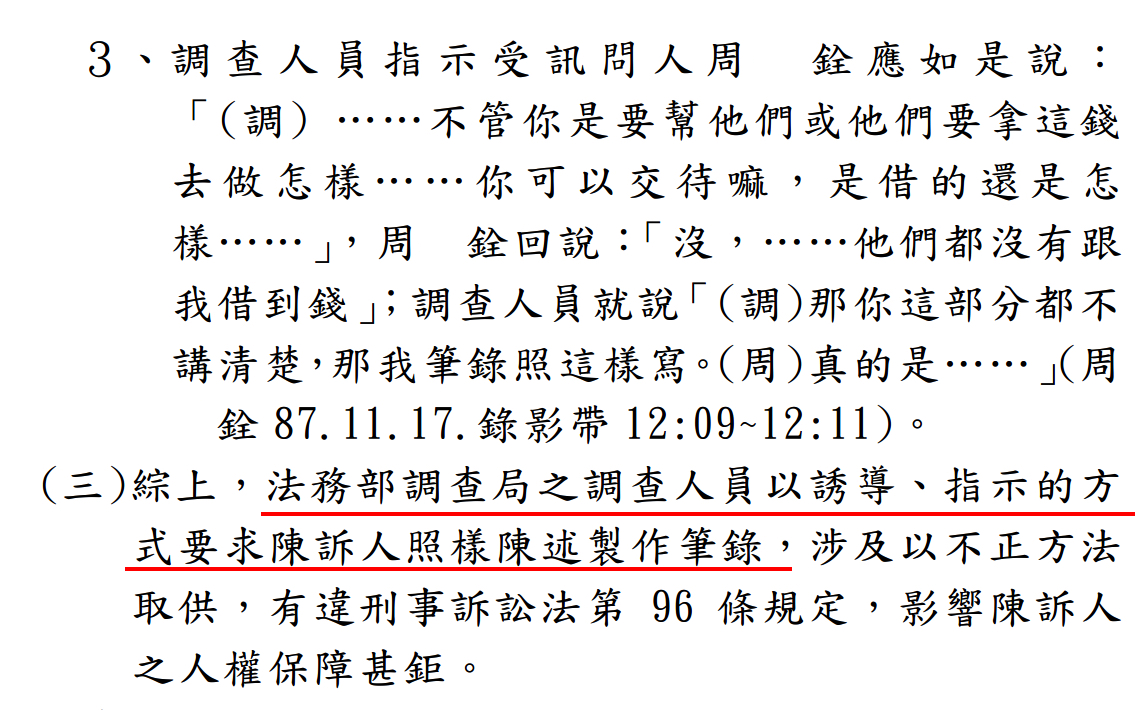 3、調查人員指示受訊問人周　銓應如是說：
「(調) ……不管你是要幫他們或他們要拿這錢
去做怎樣……你可以交待嘛，是借的還是怎
樣……」，周　銓回說：「沒，……他們都沒有跟
我借到錢」；調查人員就說「(調)那你這部分都不
講清楚，那我筆錄照這樣寫。(周)真的是……」(周
　銓 87.11.17.錄影帶 12:09~12:11)。
(三)綜上，法務部調查局之調查人員以誘導、指示的方
式要求陳訴人照樣陳述製作筆錄，涉及以不正方法
取供，有違刑事訴訟法第 96 條規定，影響陳訴人
之人權保障甚鉅。